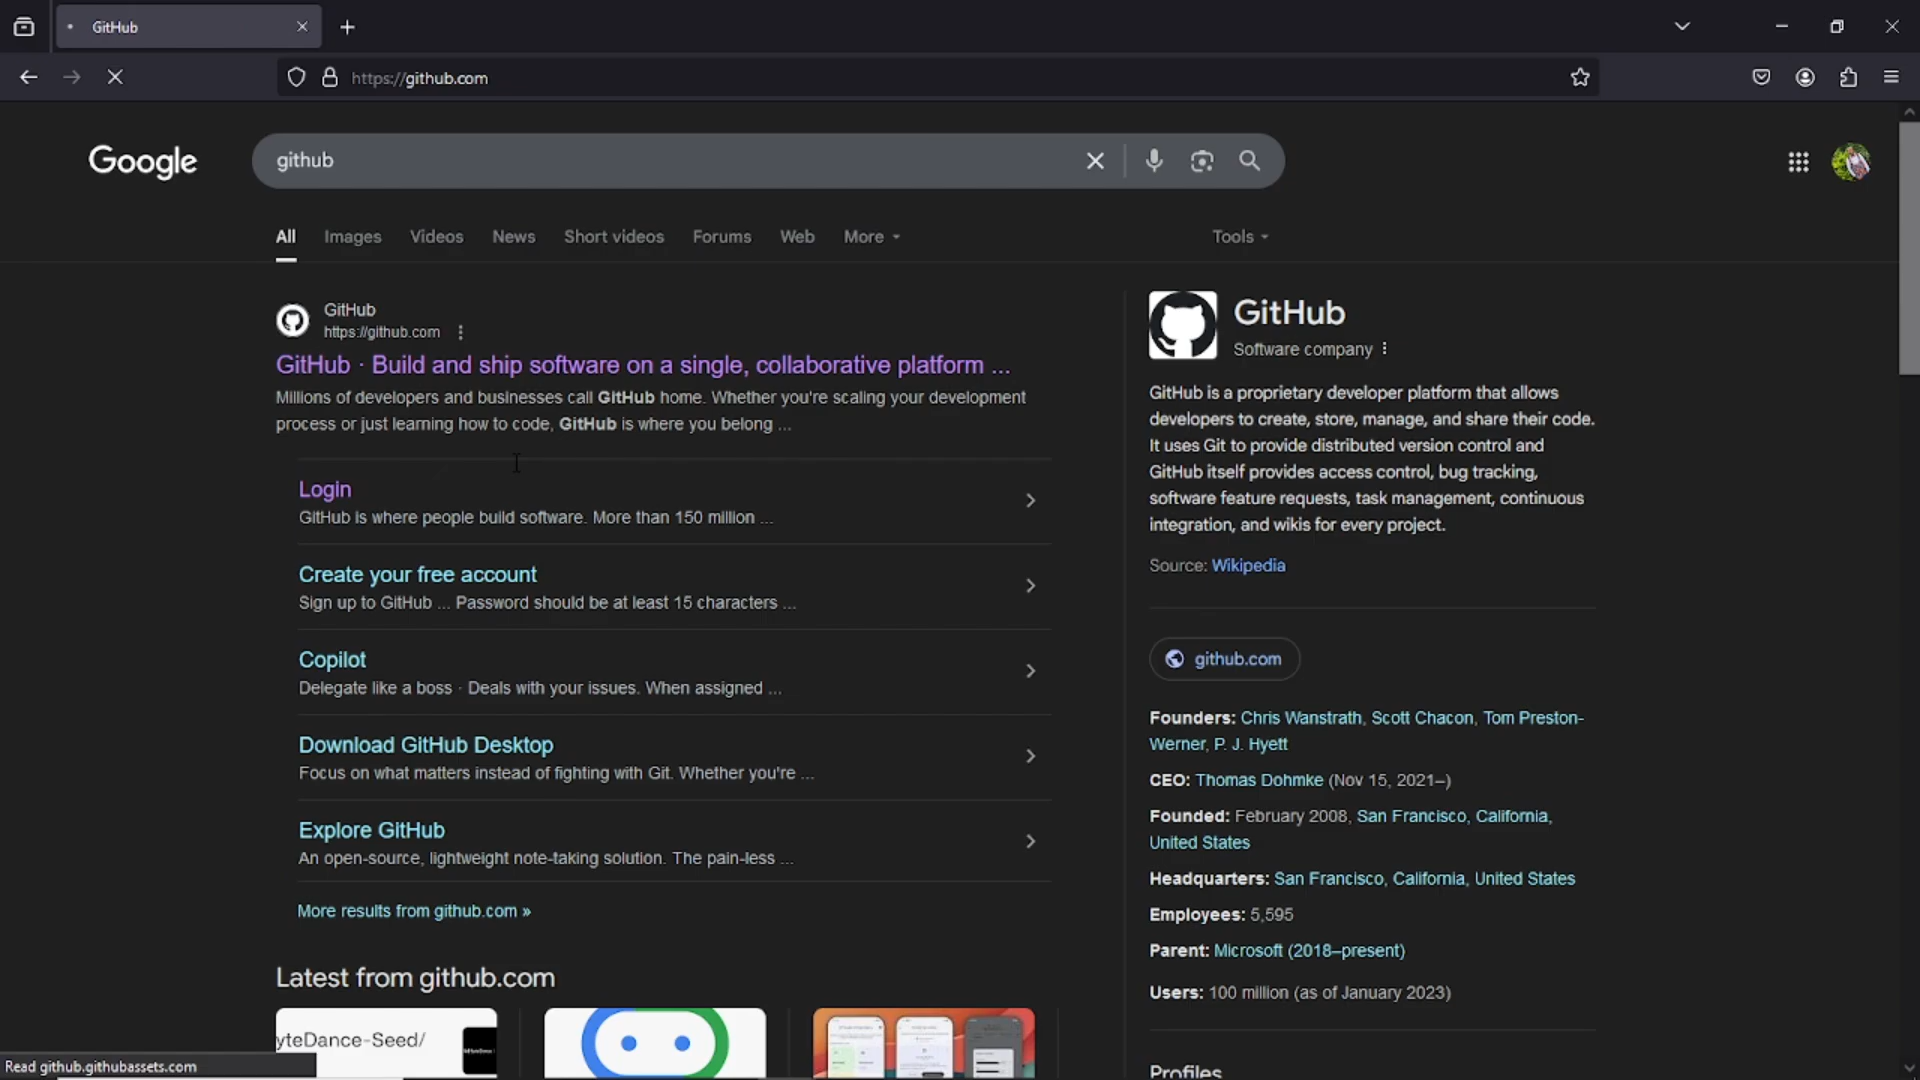 GitHub
https://github.com
Google
github
All Images Videos News Short videos Forums Web More Tools
GitHub
https://github.com
GitHub · Build and ship software on a single, collaborative platform ...
Millions of developers and businesses call GitHub home. Whether you're scaling your development
process or just learning how to code, GitHub is where you belong ...
Login
GitHub is where people build software. More than 150 million ...
Create your free account
Sign up to GitHub ... Password should be at least 15 characters ...
Copilot
Delegate like a boss · Deals with your issues. When assigned ...
Download GitHub Desktop
Focus on what matters instead of fighting with Git. Whether you're ...
Explore GitHub
An open-source, lightweight note-taking solution. The pain-less ...
More results from github.com »
Latest from github.com
yteDance-Seed/
Read github.githubassets.com
GitHub
Software company
GitHub is a proprietary developer platform that allows
developers to create, store, manage, and share their code.
It uses Git to provide distributed version control and
GitHub itself provides access control, bug tracking,
software feature requests, task management, continuous
integration, and wikis for every project.
Source: Wikipedia
github.com
Founders: Chris Wanstrath, Scott Chacon, Tom Preston-
Werner, P. J. Hyett
CEO: Thomas Dohmke (Nov 15, 2021–)
Founded: February 2008, San Francisco, California,
United States
Headquarters: San Francisco, California, United States
Employees: 5,595
Parent: Microsoft (2018–present)
Users: 100 million (as of January 2023)
Profiles